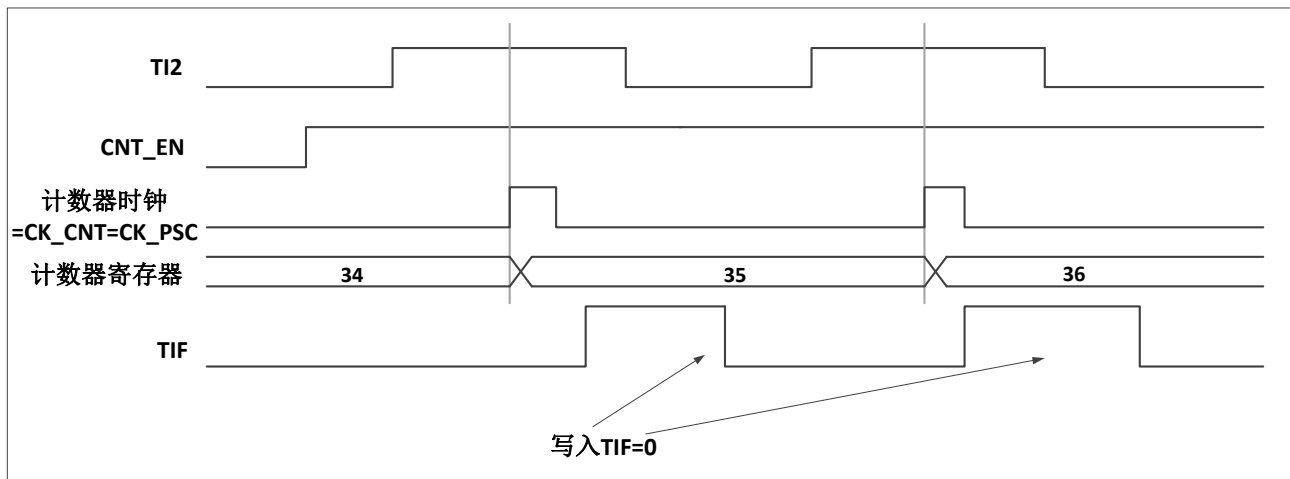 TI2
CNT_EN
计数器时钟
=CK_CNT=CK_PSC
计数器寄存器
34
35
36
TIF
写入TIF=0